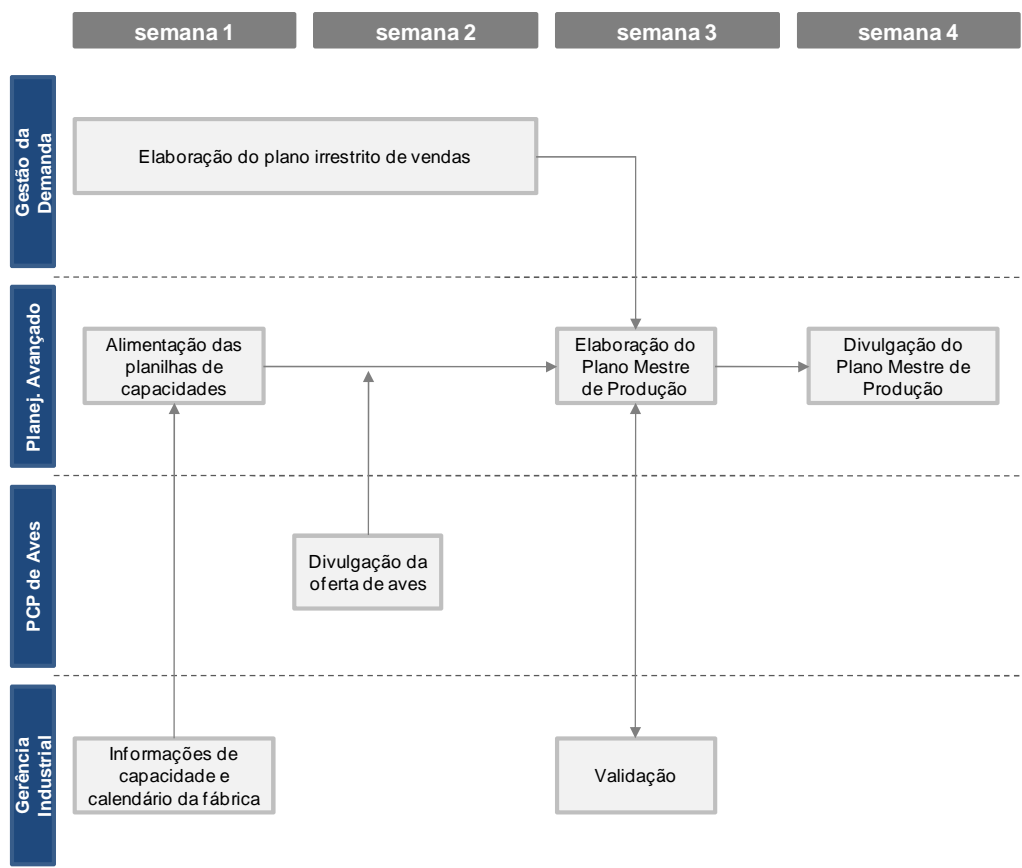 semana 1
semana 2
semana 3
semana 4
Gestão da
Demanda
Elaboração do plano irrestrito de vendas
Planej. Avançado
Alimentação das
planilhas de
capacidades
Elaboração do
Plano Mestre
de Produção
Divulgação do
Plano Mestre de
Produção
PCP de Aves
Divulgação da
oferta de aves
Gerência
Industrial
Informações de
capacidade e
calendário da fábrica
Validação